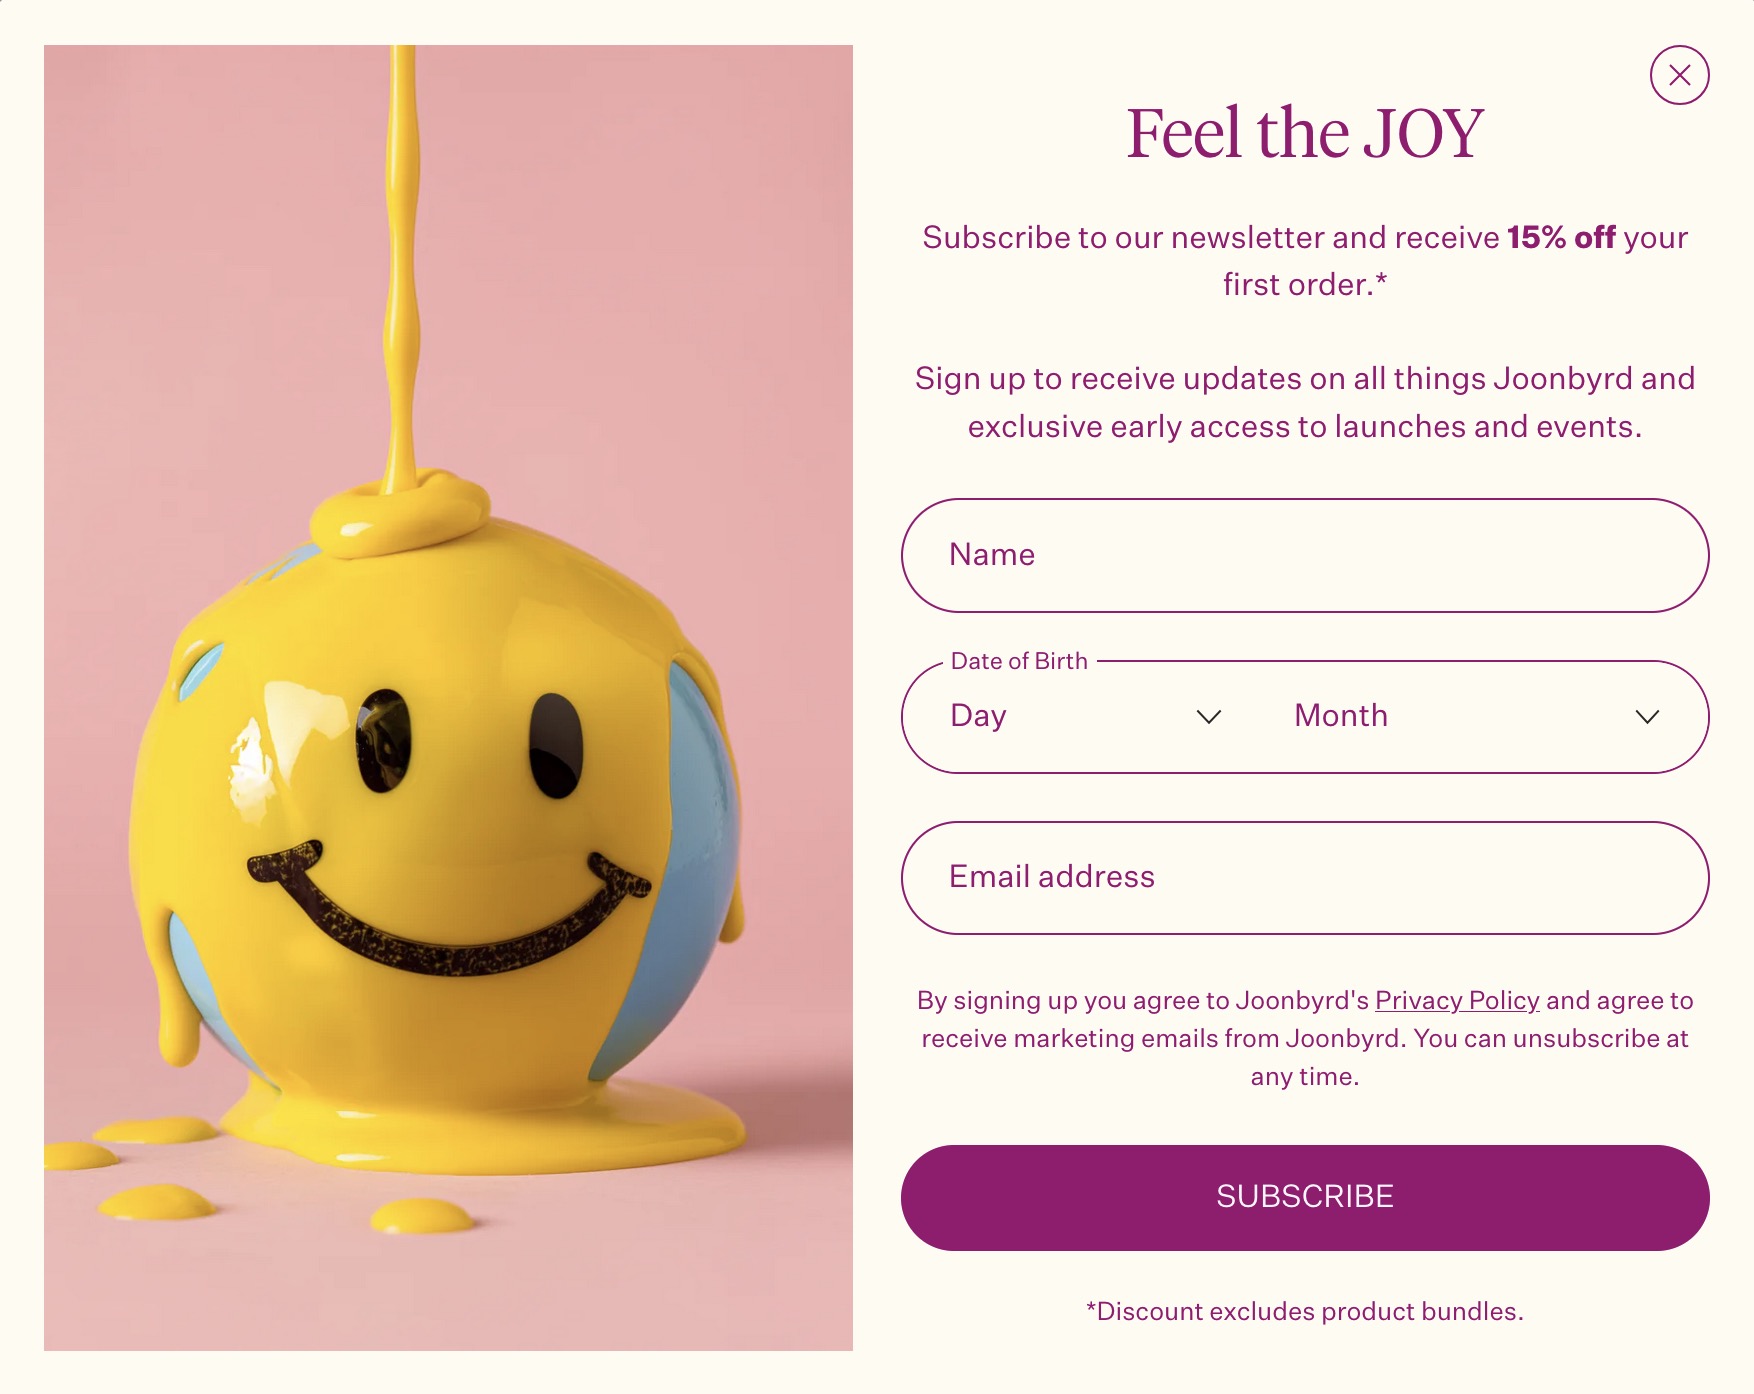 Feel the JOY
Subscribe to our newsletter and receive 15% off your
first order.*
Sign up to receive updates on all things Joonbyrd and
exclusive early access to launches and events.
Name
Date of Birth
Day
Month
Email address
By signing up you agree to Joonbyrd's Privacy Policy and agree to
receive marketing emails from Joonbyrd. You can unsubscribe at
any time.
SUBSCRIBE
*Discount excludes product bundles.